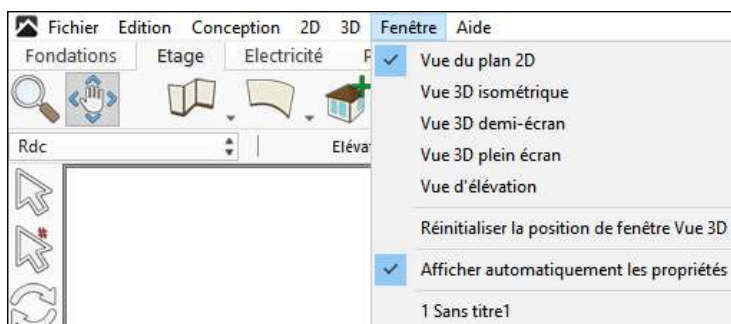 Fichier Edition Conception 2D 3D Fenêtre Aide
Fondations Etage Electricité
Rdc
Vue du plan 2D
Vue 3D isométrique
Vue 3D demi-écran
Vue 3D plein écran
Vue d'élévation
Réinitialiser la position de fenêtre Vue 3D
Afficher automatiquement les propriétés
1 Sans titre1